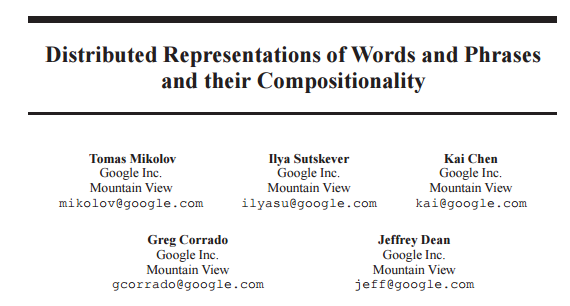 Distributed Representations of Words and Phrases
and their Compositionality
Tomas Mikolov
Google Inc.
Mountain View
mikolov@google.com
Ilya Sutskever
Google Inc.
Mountain View
ilyasu@google.com
Kai Chen
Google Inc.
Mountain View
kai@google.com
Greg Corrado
Google Inc.
Mountain View
gcorrado@google.com
Jeffrey Dean
Google Inc.
Mountain View
jeff@google.com